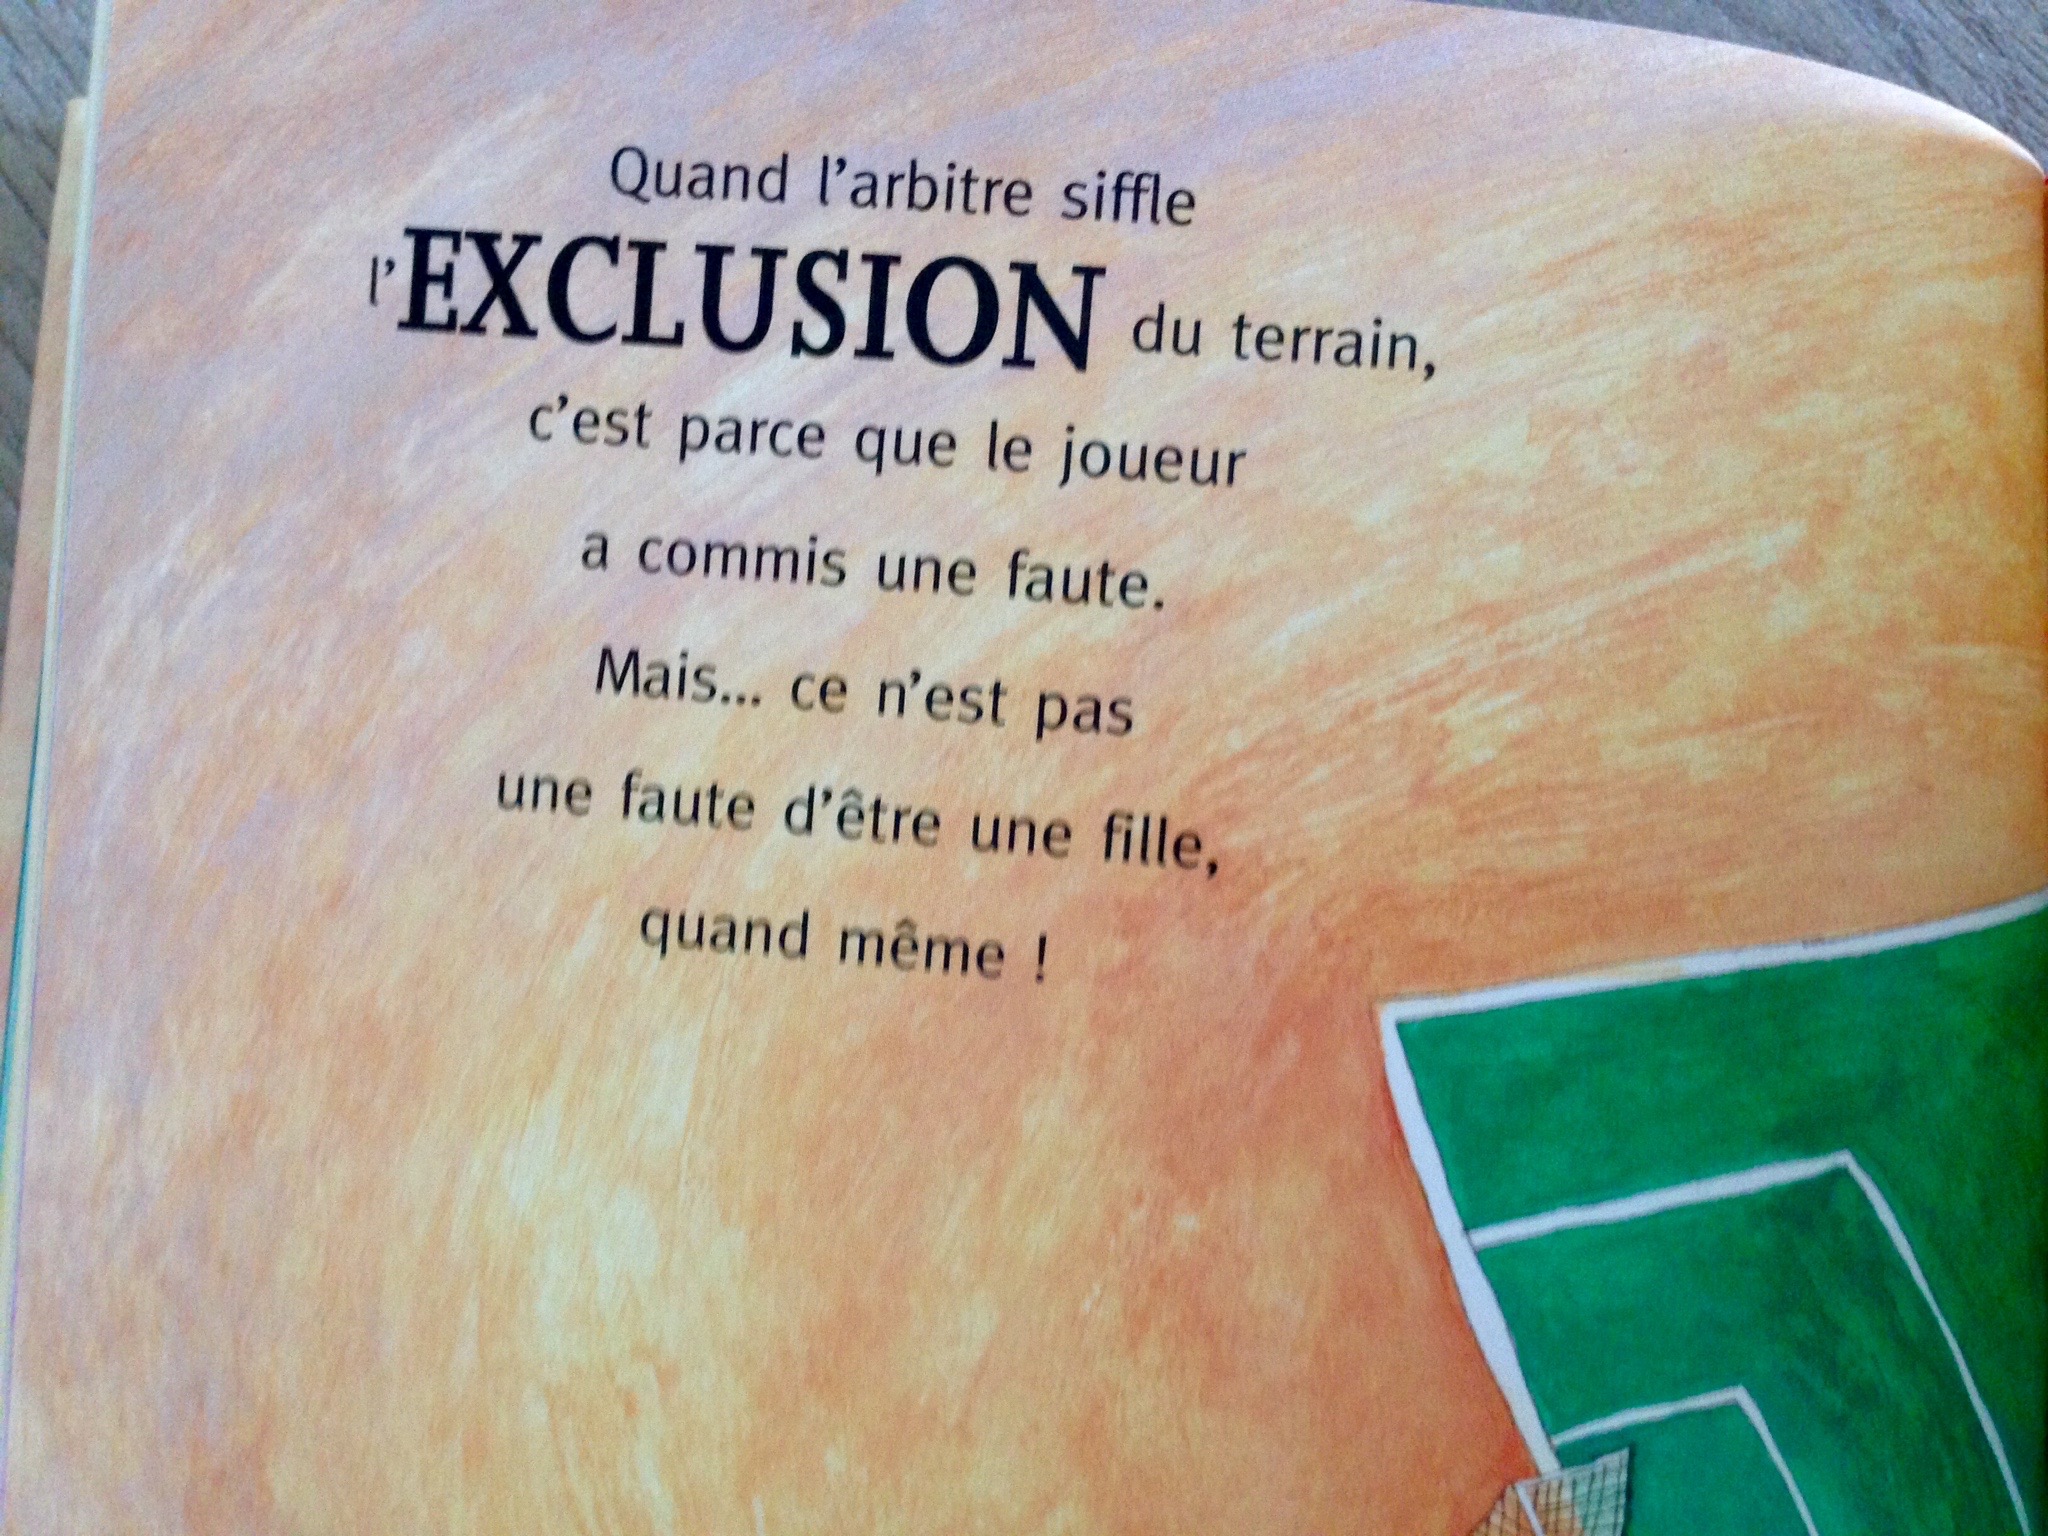 Quand l'arbitre siffle
l'EXCLUSION du terrain,
c'est parce que le joueur
a commis une faute.
Mais... ce n'est pas
une faute d'être une fille,
quand même !